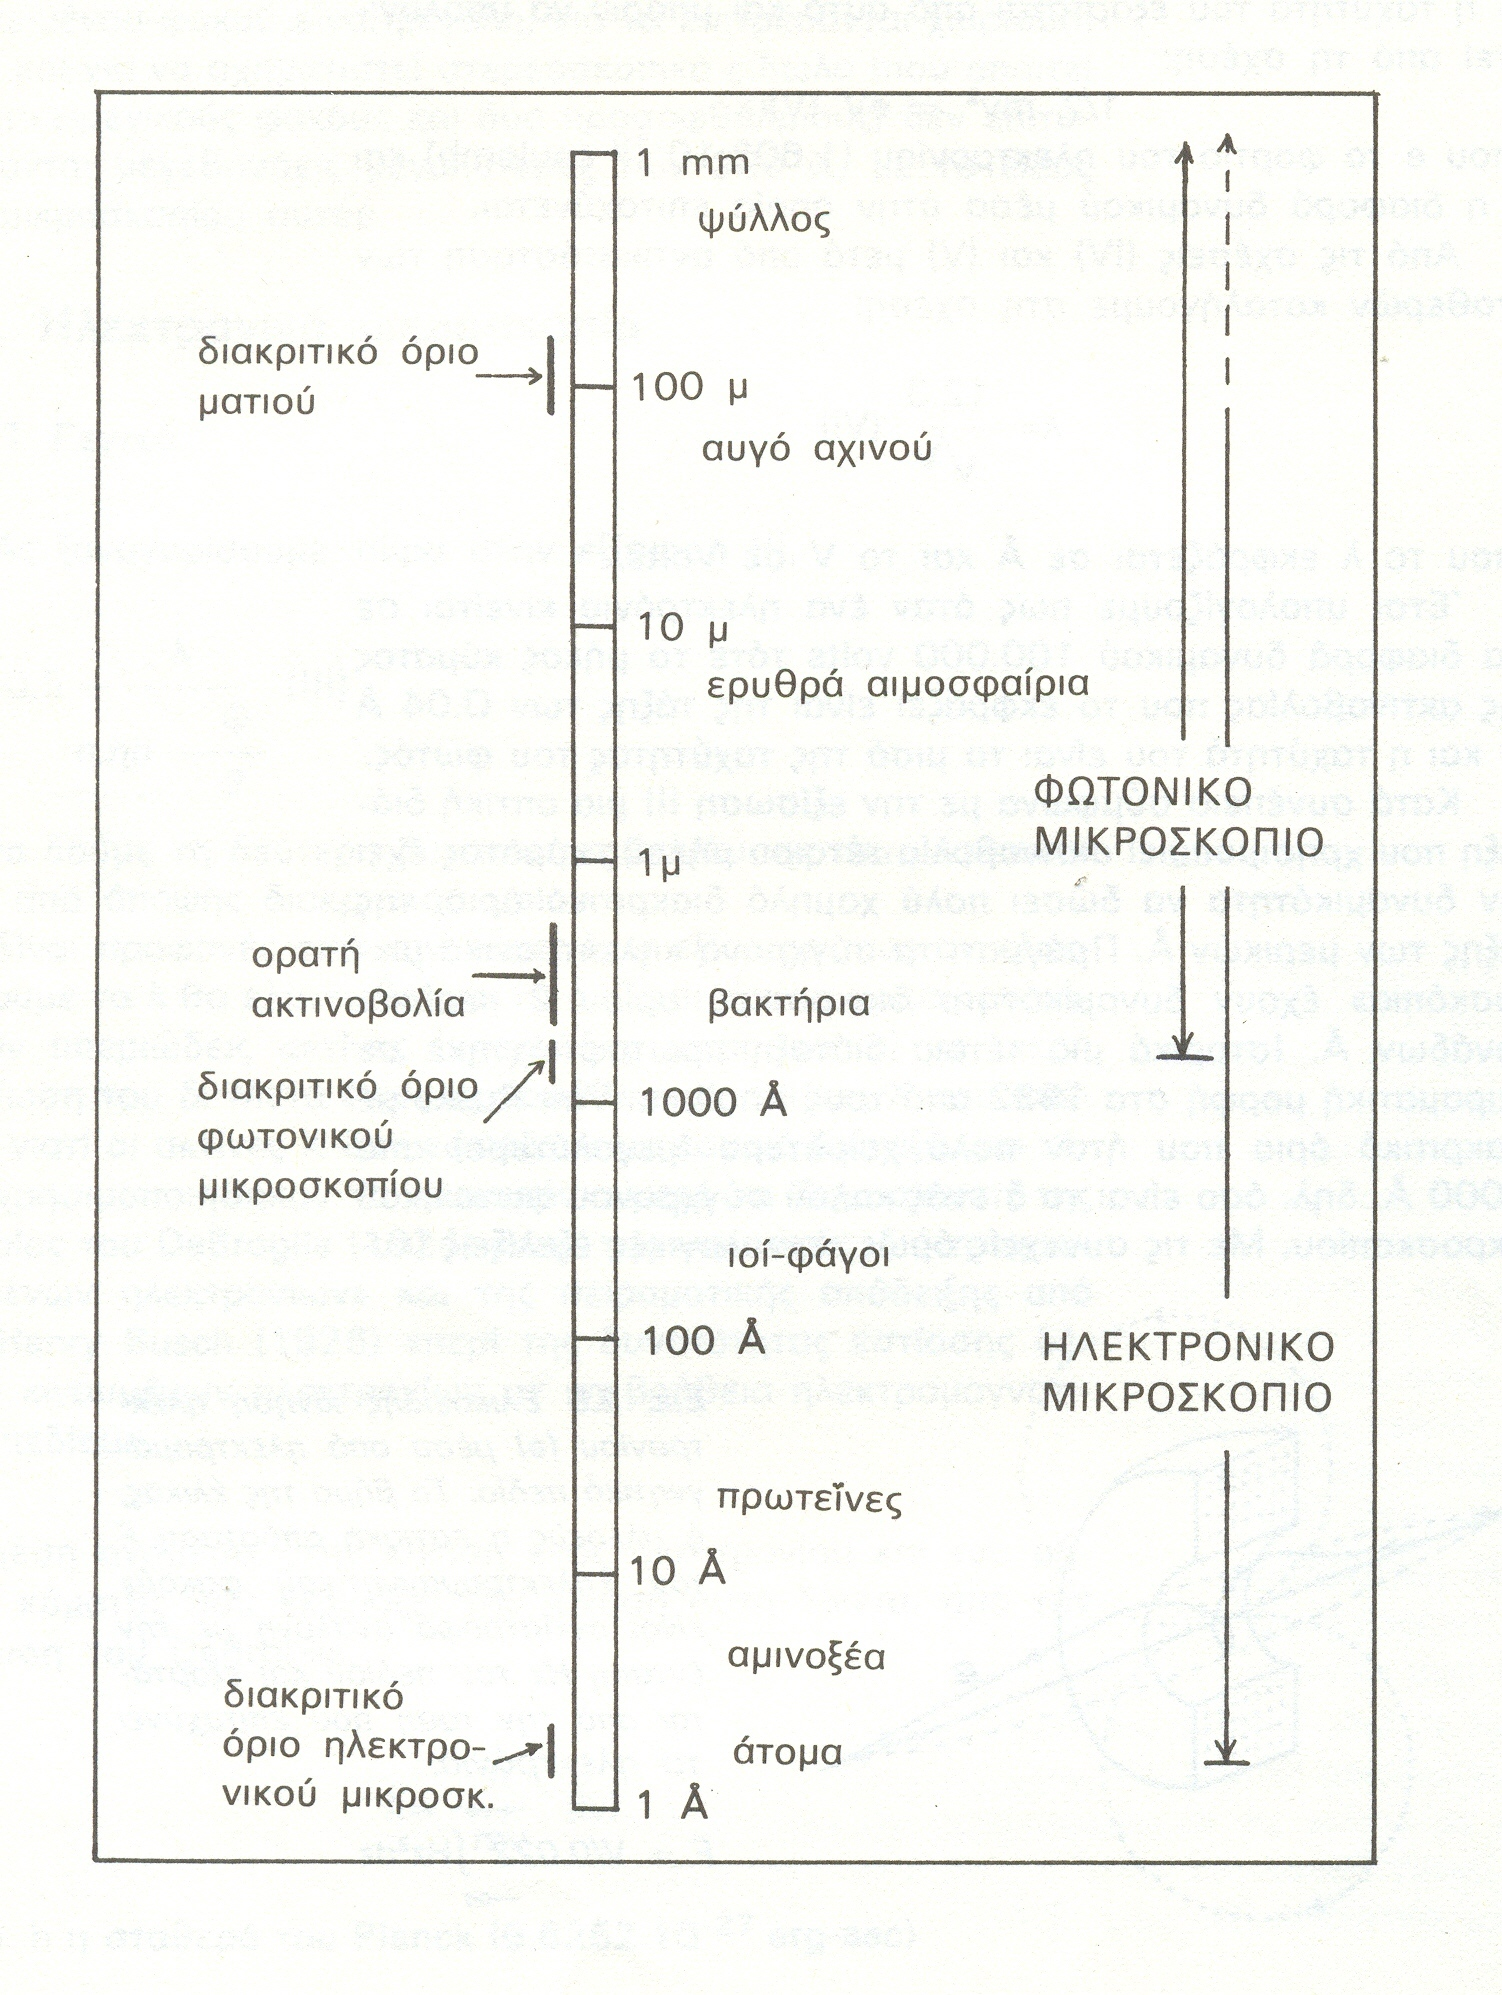 1 mm
ψύλλος
διακριτικό όριο
ματιού
100 μ
αυγό αχινού
10 μ
ερυθρά αιμοσφαίρια
ΦΩΤΟΝΙΚΟ
ΜΙΚΡΟΣΚΟΠΙΟ
1μ
ορατή
ακτινοβολία
βακτήρια
διακριτικό όριο
φωτονικού
μικροσκοπίου
1000 Å
ιοί-φάγοι
100 Å
ΗΛΕΚΤΡΟΝΙΚΟ
ΜΙΚΡΟΣΚΟΠΙΟ
πρωτεΐνες
10 Å
αμινοξέα
διακριτικό
όριο ηλεκτρο-
νικού μικροσκ.
άτομα
1 Å